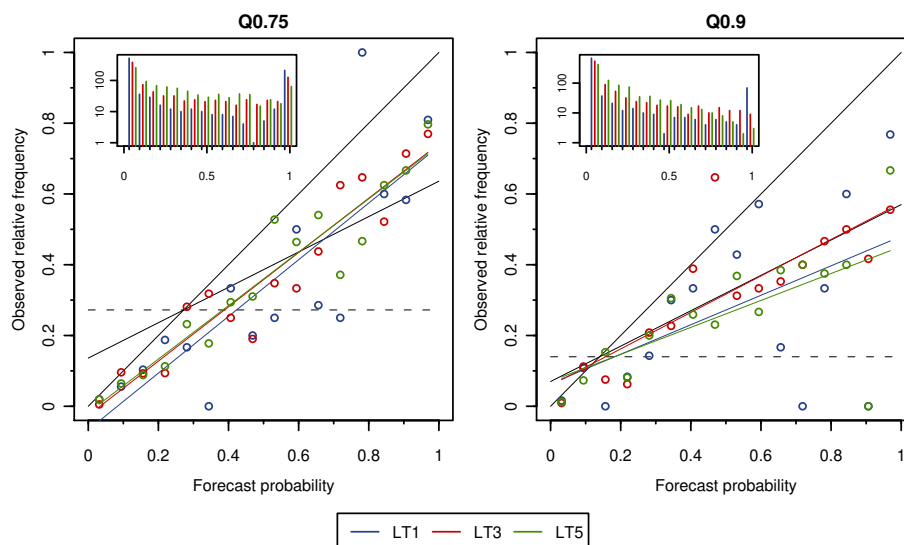 Q0.75
Q0.9
Observed relative frequency
0 0.2 0.4 0.6 0.8 1
1 10 100
0 0.5 1
0 0.2 0.4 0.6 0.8 1
Forecast probability
Observed relative frequency
0 0.2 0.4 0.6 0.8 1
1 10 100
0 0.5 1
0 0.2 0.4 0.6 0.8 1
Forecast probability
LT1 LT3 LT5